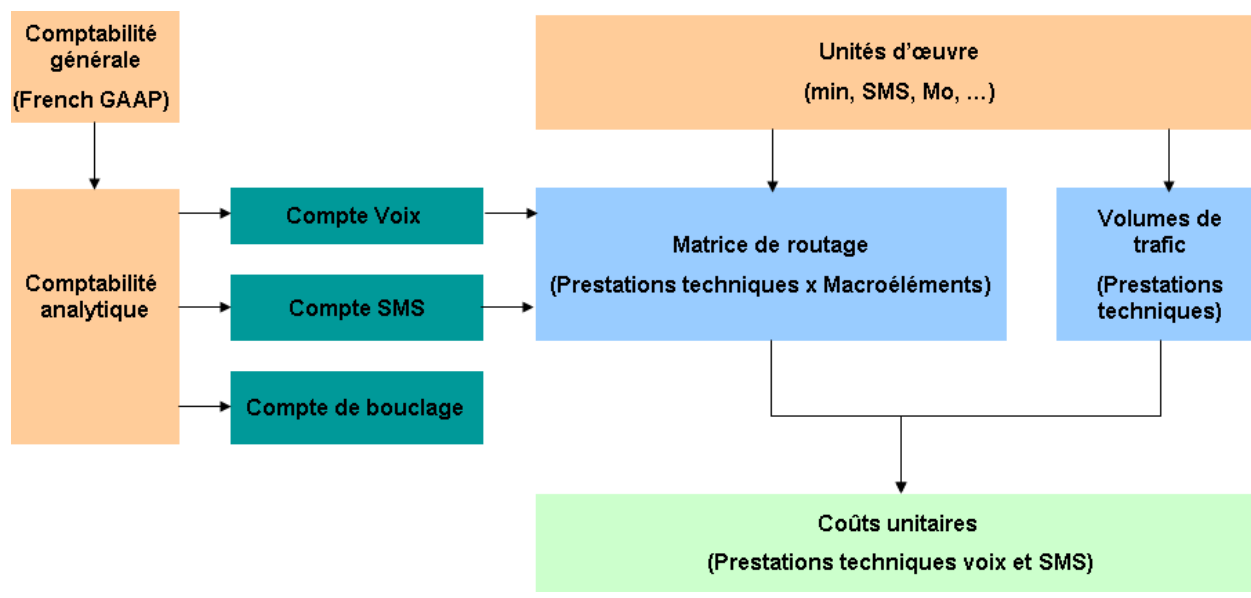 Comptabilité
générale
(French GAAP)
Unités d’œuvre
(min, SMS, Mo, …)
Comptabilité
analytique
Compte Voix
Compte SMS
Compte de bouclage
Matrice de routage
(Prestations techniques x Macroéléments)
Volumes de
trafic
(Prestations
techniques)
Coûts unitaires
(Prestations techniques voix et SMS)